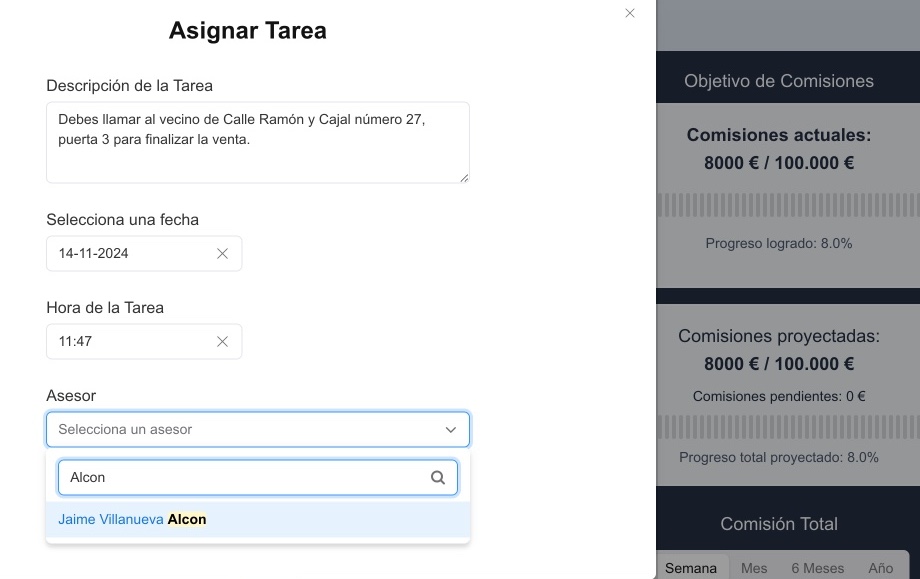 Asignar Tarea
Descripción de la Tarea
Debes llamar al vecino de Calle Ramón y Cajal número 27,
puerta 3 para finalizar la venta.
Selecciona una fecha
14-11-2024
Hora de la Tarea
11:47
Asesor
Selecciona un asesor
Alcon
Jaime Villanueva Alcon
Objetivo de Comisiones
Comisiones actuales:
8000 € / 100.000 €
Progreso logrado: 8.0%
Comisiones proyectadas:
8000 € / 100.000 €
Comisiones pendientes: 0 €
Progreso total proyectado: 8.0%
Comisión Total
Semana Mes 6 Meses Año